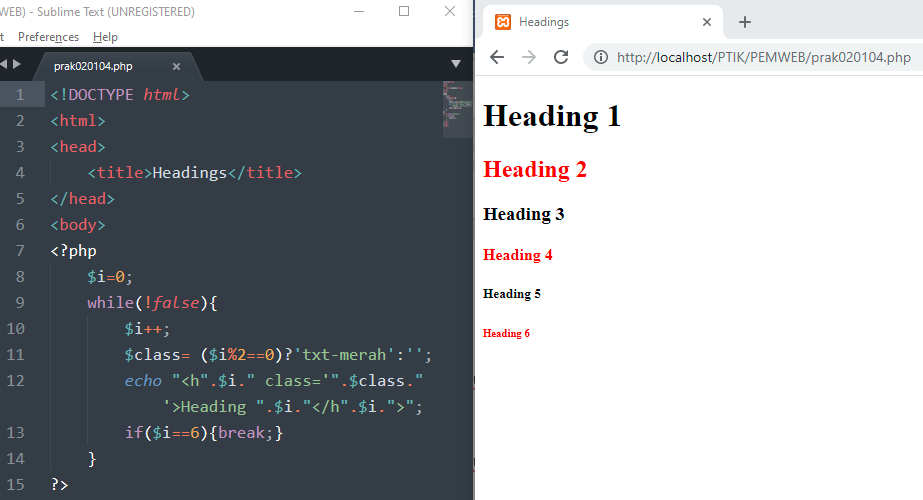 WEB) - Sublime Text (UNREGISTERED)
t Preferences Help
prak020104.php
1 <!DOCTYPE html>
2 <html>
3 <head>
4 <title>Headings</title>
5 </head>
6 <body>
7 <?php
8 $i=0;
9 while(!false){
10 $i++;
11 $class= ($i%2==0)?'txt-merah':'';
12 echo "<h".$i." class='".$class."
'>Heading ".$i."</h".$i.">";
13 if($i==6){break;}
14 }
15 ?>
Headings
http://localhost/PTIK/PEMWEB/prak020104.php
Heading 1
Heading 2
Heading 3
Heading 4
Heading 5
Heading 6